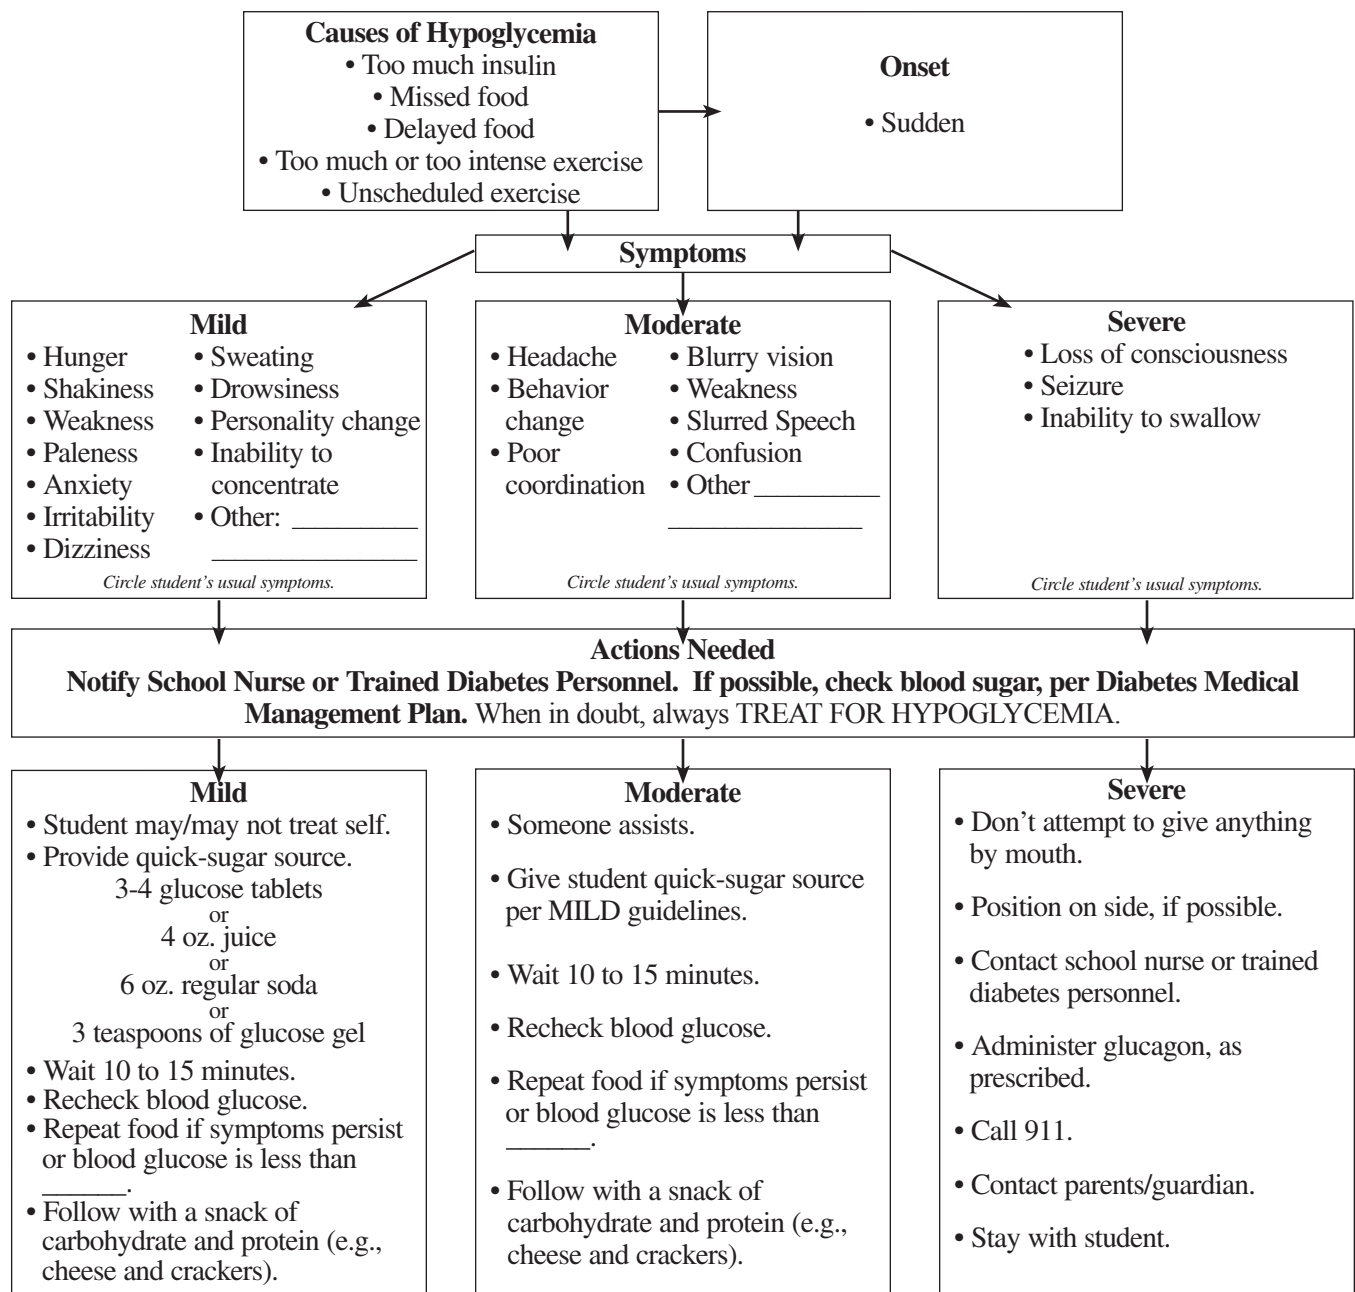 Causes of Hypoglycemia
• Too much insulin
• Missed food
• Delayed food
• Too much or too intense exercise
• Unscheduled exercise
Onset
• Sudden
Symptoms
Mild
• Hunger
• Shakiness
• Weakness
• Paleness
• Anxiety
• Irritability
• Dizziness
• Sweating
• Drowsiness
• Personality change
• Inability to
concentrate
• Other: ___________
__________________
Circle student’s usual symptoms.
Moderate
• Headache
• Behavior
change
• Poor
coordination
• Blurry vision
• Weakness
• Slurred Speech
• Confusion
• Other ___________
_________________
Circle student’s usual symptoms.
Severe
• Loss of consciousness
• Seizure
• Inability to swallow
Circle student’s usual symptoms.
Actions Needed
Notify School Nurse or Trained Diabetes Personnel. If possible, check blood sugar, per Diabetes Medical
Management Plan. When in doubt, always TREAT FOR HYPOGLYCEMIA.
Mild
• Student may/may not treat self.
• Provide quick-sugar source.
3-4 glucose tablets
or
4 oz. juice
or
6 oz. regular soda
or
3 teaspoons of glucose gel
• Wait 10 to 15 minutes.
• Recheck blood glucose.
• Repeat food if symptoms persist
or blood glucose is less than
______.
• Follow with a snack of
carbohydrate and protein (e.g.,
cheese and crackers).
Moderate
• Someone assists.
• Give student quick-sugar source
per MILD guidelines.
• Wait 10 to 15 minutes.
• Recheck blood glucose.
• Repeat food if symptoms persist
or blood glucose is less than
______.
• Follow with a snack of
carbohydrate and protein (e.g.,
cheese and crackers).
Severe
• Don’t attempt to give anything
by mouth.
• Position on side, if possible.
• Contact school nurse or trained
diabetes personnel.
• Administer glucagon, as
prescribed.
• Call 911.
• Contact parents/guardian.
• Stay with student.